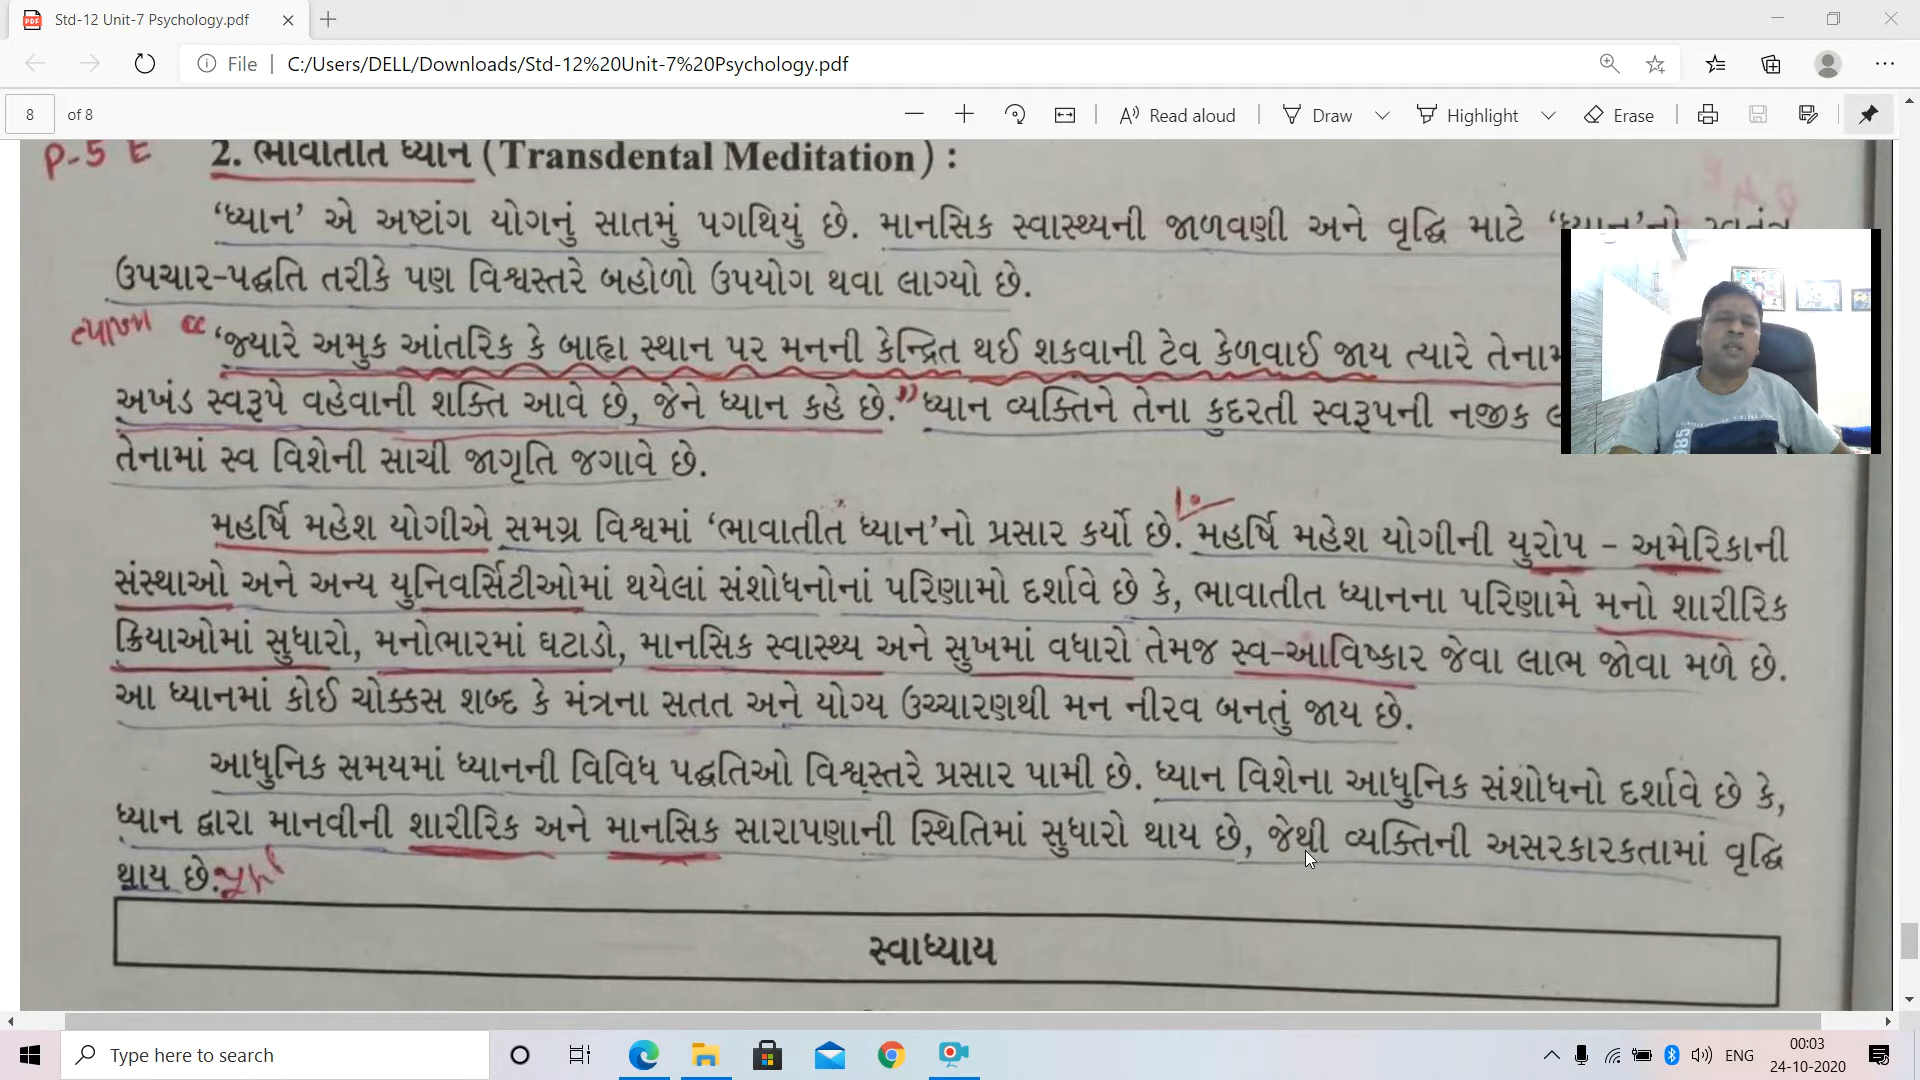 Std-12 Unit-7 Psychology.pdf
File | C:/Users/DELL/Downloads/Std-12%20Unit-7%20Psychology.pdf
8 of 8
Read aloud Draw Highlight Erase
P-5 E 2. ભાવાતીત ધ્યાન (Transdental Meditation) :
‘ધ્યાન’ એ અષ્ટાંગ યોગનું સાતમું પગથિયું છે. માનસિક સ્વાસ્થ્યની જાળવણી અને વૃદ્ધિ માટે ‘ધ્યાન’નો સ્વતંત્ર
ઉપચાર-પદ્ધતિ તરીકે પણ વિશ્વસ્તરે બહોળો ઉપયોગ થવા લાગ્યો છે.
‘જ્યારે અમુક આંતરિક કે બાહ્ય સ્થાન પર મનની કેન્દ્રિત થઈ શકવાની ટેવ કેળવાઈ જાય ત્યારે
અખંડ સ્વરૂપે વહેવાની શક્તિ આવે છે, જેને ધ્યાન કહે છે.” ધ્યાન વ્યક્તિને તેના કુદરતી સ્વરૂપની નજીક
તેનામાં સ્વ વિશેની સાચી જાગૃતિ જગાવે છે.
મહર્ષિ મહેશ યોગીએ સમગ્ર વિશ્વમાં ‘ભાવાતીત ધ્યાન’નો પ્રસાર કર્યો છે. મહર્ષિ મહેશ યોગીની યુરોપ – અમેરિકાની
સંસ્થાઓ અને અન્ય યુનિવર્સિટીઓમાં થયેલાં સંશોધનોનાં પરિણામો દર્શાવે છે કે, ભાવાતીત ધ્યાનના પરિણામે મનો શારીરિક
ક્રિયાઓમાં સુધારો, મનોભારમાં ઘટાડો, માનસિક સ્વાસ્થ્ય અને સુખમાં વધારો તેમજ સ્વ-આવિષ્કાર જેવા લાભ જોવા મળે છે.
આ ધ્યાનમાં કોઈ ચોક્કસ શબ્દ કે મંત્રના સતત અને યોગ્ય ઉચ્ચારણથી મન નીરવ બનતું જાય છે.
આધુનિક સમયમાં ધ્યાનની વિવિધ પદ્ધતિઓ વિશ્વસ્તરે પ્રસાર પામી છે. ધ્યાન વિશેના આધુનિક સંશોધનો દર્શાવે છે કે,
ધ્યાન દ્વારા માનવીની શારીરિક અને માનસિક સારાપણાની સ્થિતિમાં સુધારો થાય છે, જેથી વ્યક્તિની અસરકારકતામાં વૃદ્ધિ
થાય છે.
સ્વાધ્યાય
Type here to search
ENG
00:03
24-10-2020